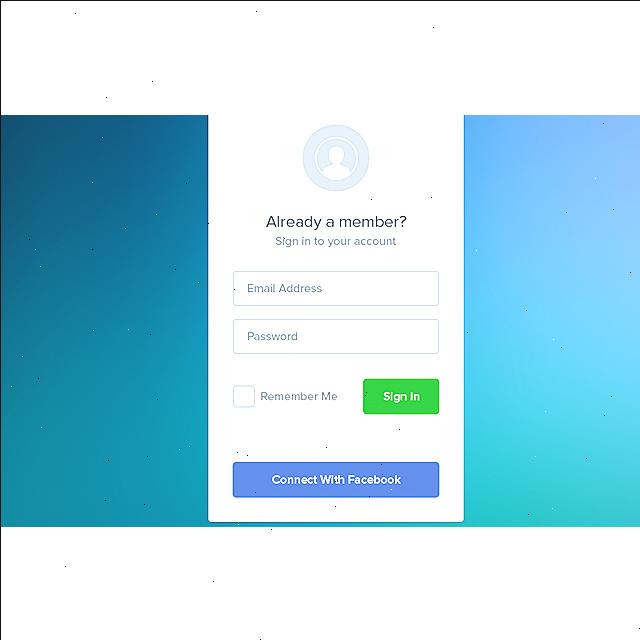 Already a member?
Sign in to your account
Email Address
Password
Remember Me
Sign In
Connect With Facebook